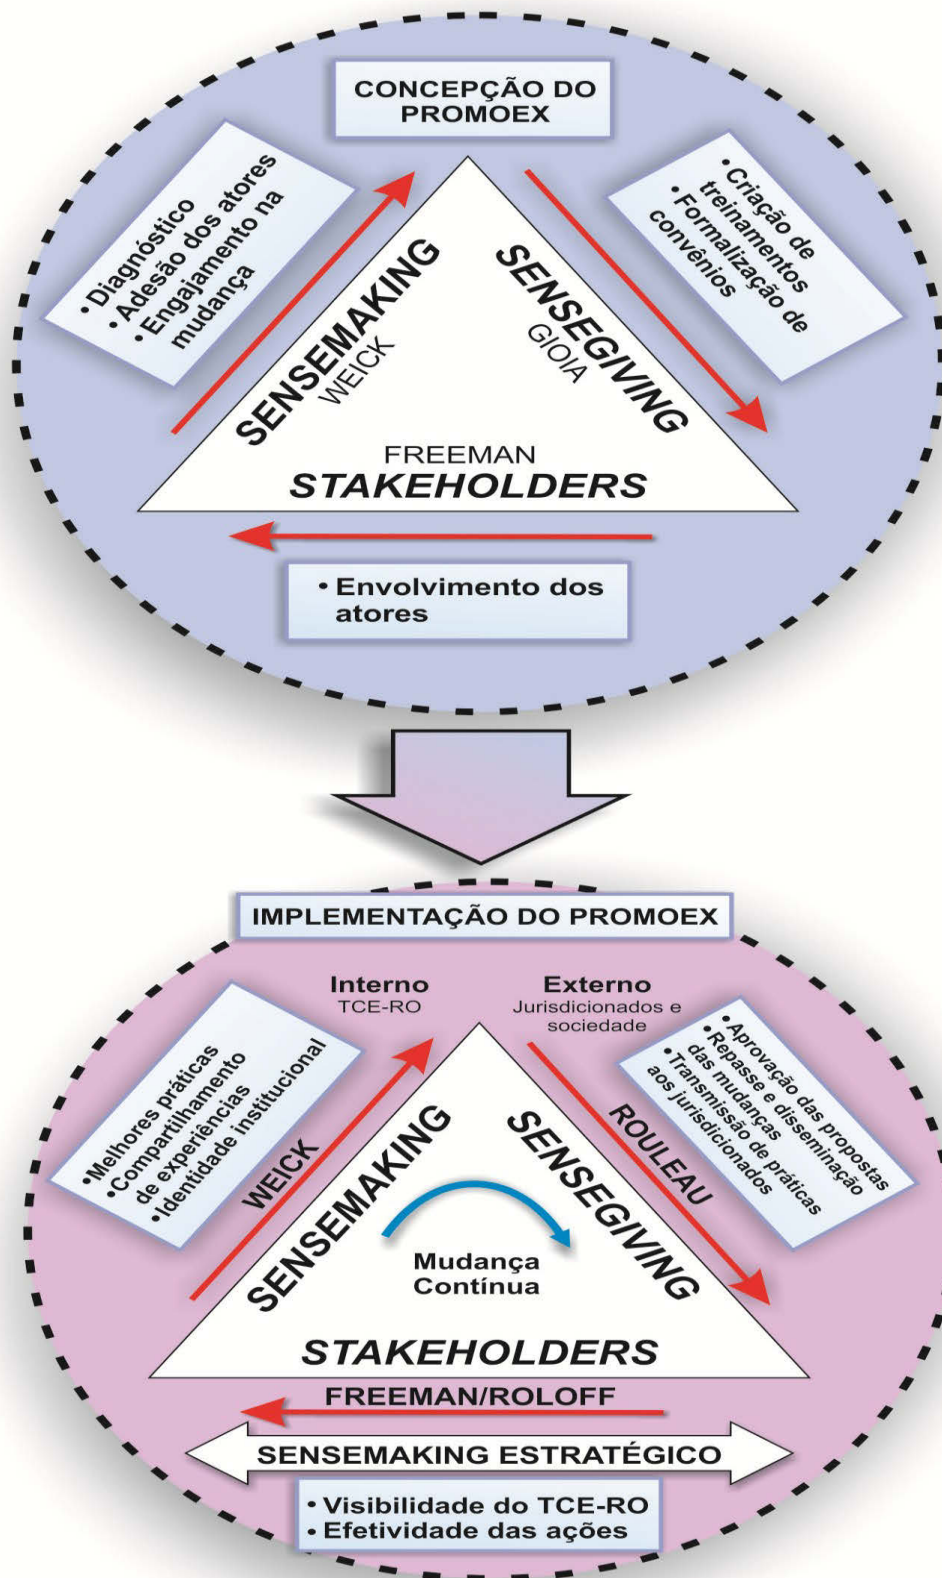 CONCEPÇÃO DO
PROMOEX
• Diagnóstico
• Adesão dos atores
• Engajamento na
mudança
• Criação de
treinamentos
• Formalização de
convênios
SENSEMAKING
WEICK
SENSEGIVING
GIOIA
FREEMAN
STAKEHOLDERS
• Envolvimento dos
atores
IMPLEMENTAÇÃO DO PROMOEX
Interno
TCE-RO
Externo
Jurisdicionados e
sociedade
• Melhores práticas
• Compartilhamento
de experiências
• Identidade institucional
• Aprovação das propostas
• Repasse e disseminação
das mudanças
• Transmissão de práticas
aos jurisdicionados
WEICK
SENSEMAKING
ROULEAU
SENSEGIVING
Mudança
Contínua
STAKEHOLDERS
FREEMAN/ROLOFF
SENSEMAKING ESTRATÉGICO
• Visibilidade do TCE-RO
• Efetividade das ações